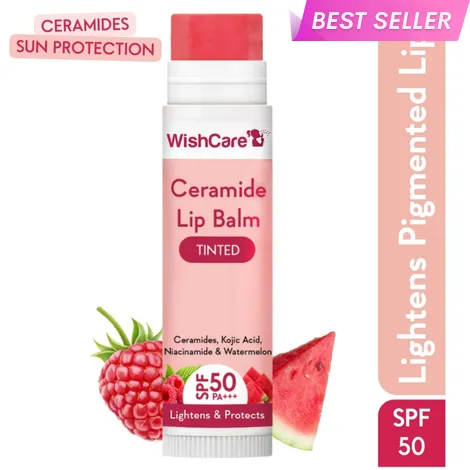 BEST SELLER
CERAMIDES
SUN PROTECTION
WishCare
Ceramide
Lip Balm
TINTED
Ceramides, Kojic Acid,
Niacinamide & Watermelon
SPF 50
PA+++
Lightens & Protects
Lightens Pigmented Lip
SPF
50